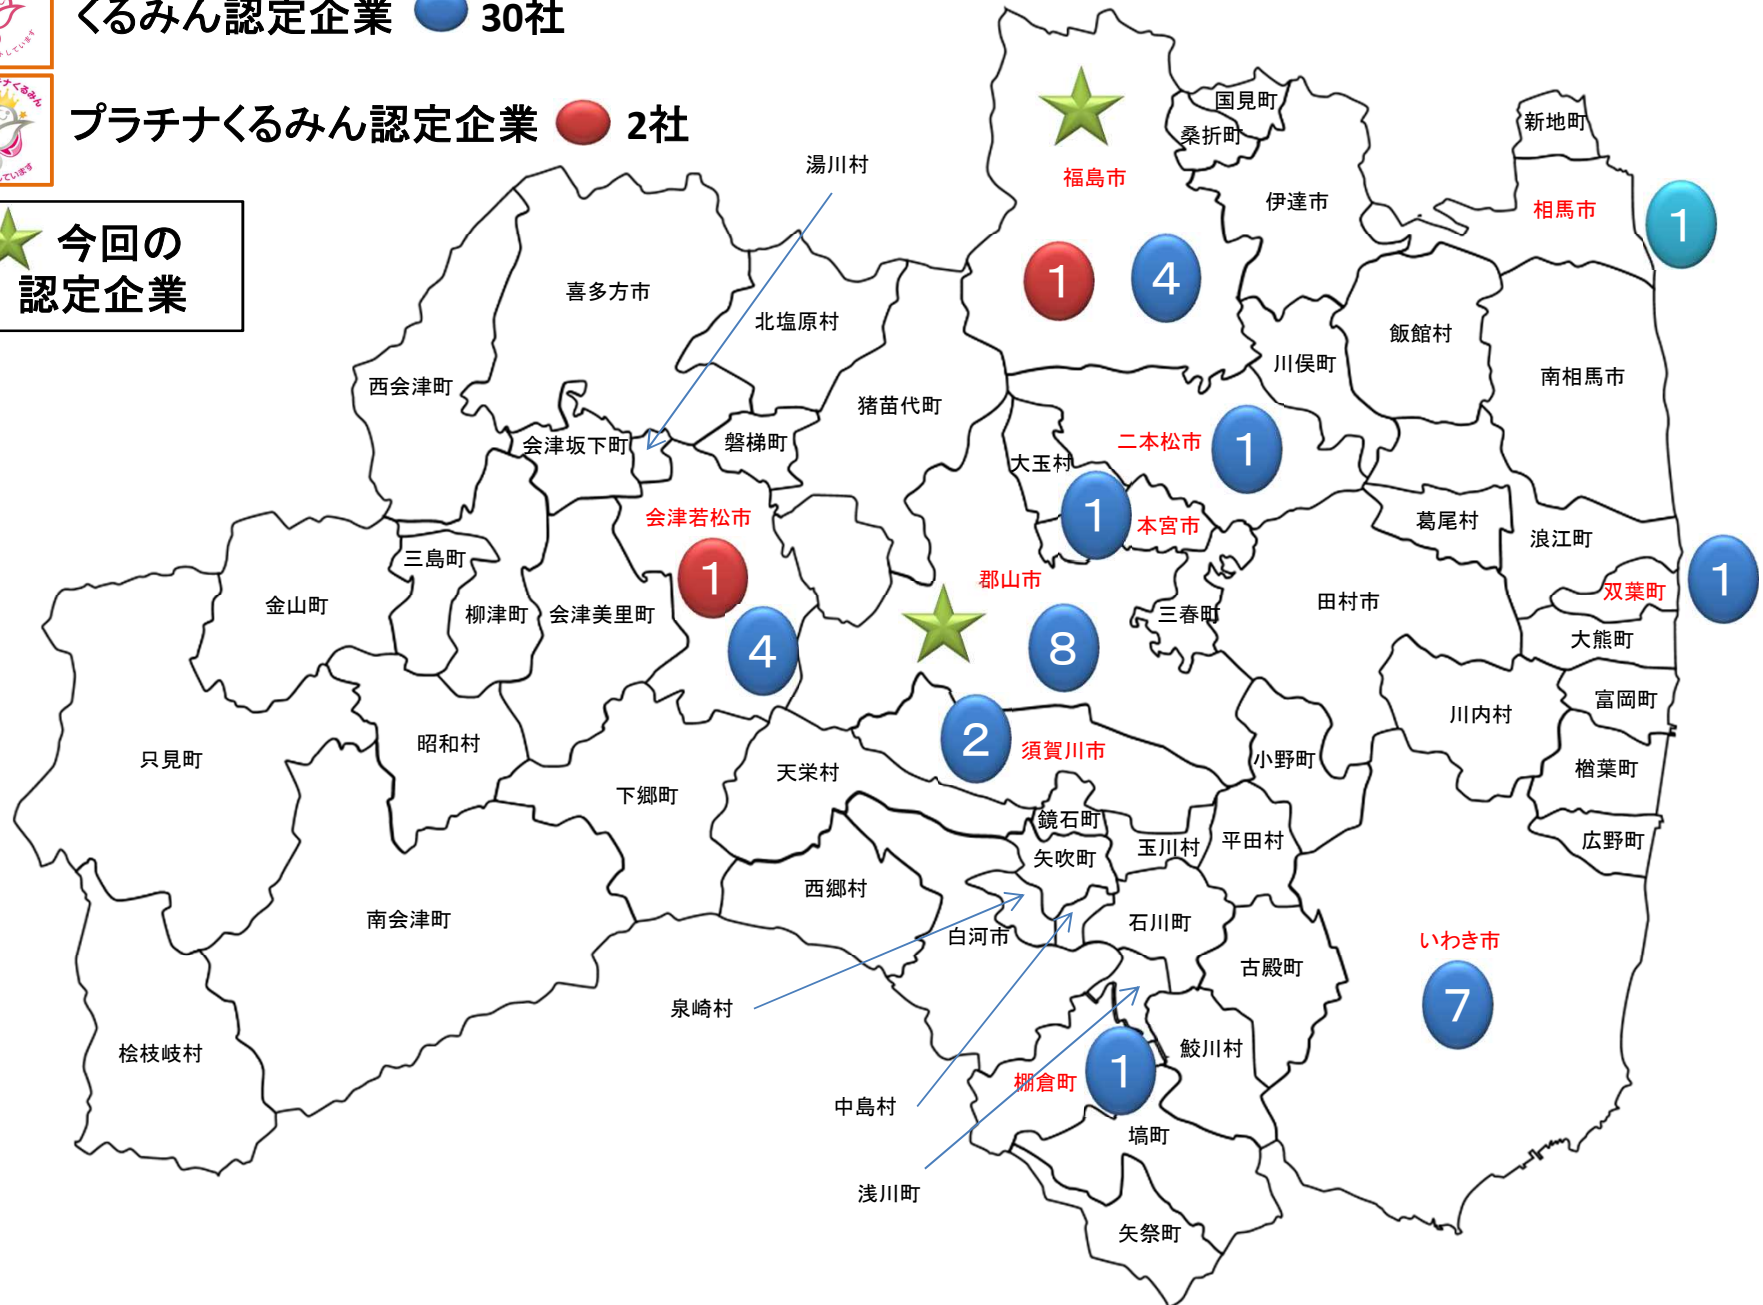 くるみん認定企業 30社
プラチナくるみん認定企業 2社
今回の
認定企業
湯川村
国見町
桑折町
新地町
福島市
伊達市
相馬市
1
1
4
喜多方市
北塩原村
飯館村
川俣町
南相馬市
西会津町
猪苗代町
会津坂下町
磐梯町
二本松市
1
大玉村
会津若松市
1
本宮市
葛尾村
浪江町
三島町
郡山市
1
1
双葉町
金山町
柳津町
会津美里町
三春町
田村市
大熊町
4
8
富岡町
川内村
只見町
昭和村
2
須賀川市
小野町
楢葉町
天栄村
下郷町
鏡石町
玉川村
平田村
広野町
矢吹町
西郷村
南会津町
白河市
石川町
いわき市
古殿町
泉崎村
7
桧枝岐村
鮫川村
棚倉町
1
中島村
塙町
浅川町
矢祭町